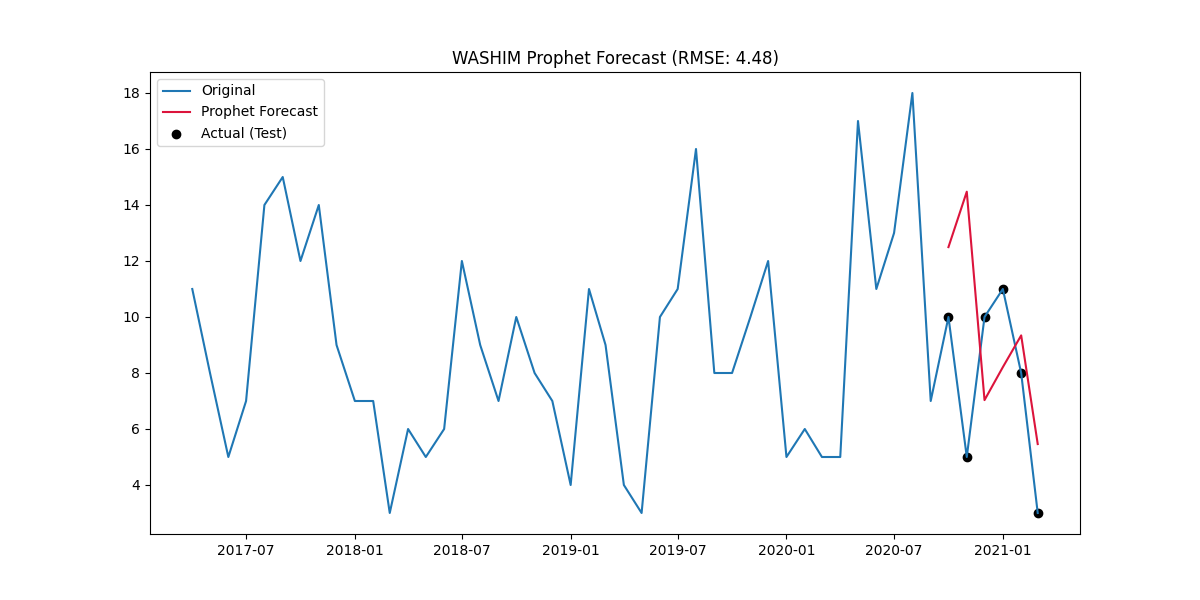 WASHIM Prophet Forecast (RMSE: 4.48)
Original
Prophet Forecast
Actual (Test)
18
16
14
12
10
8
6
4
2017-07 2018-01 2018-07 2019-01 2019-07 2020-01 2020-07 2021-01